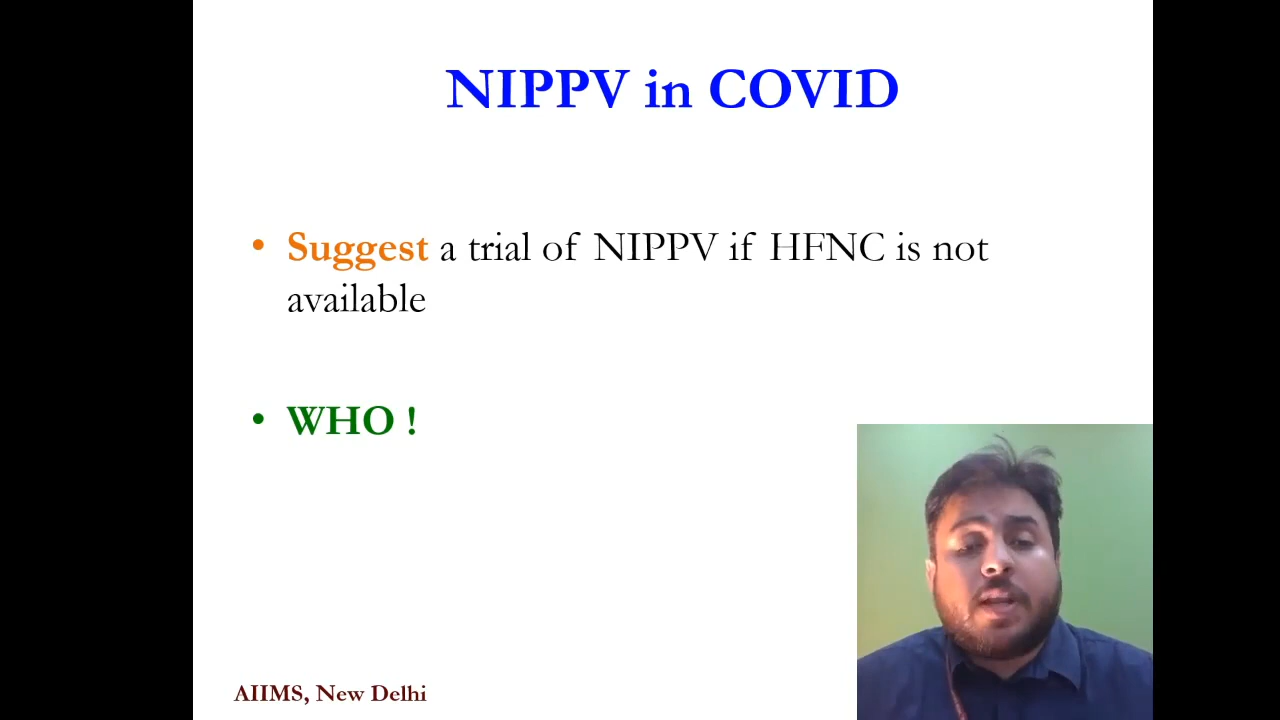 NIPPV in COVID
• Suggest a trial of NIPPV if HFNC is not
available
• WHO !
AIIMS, New Delhi